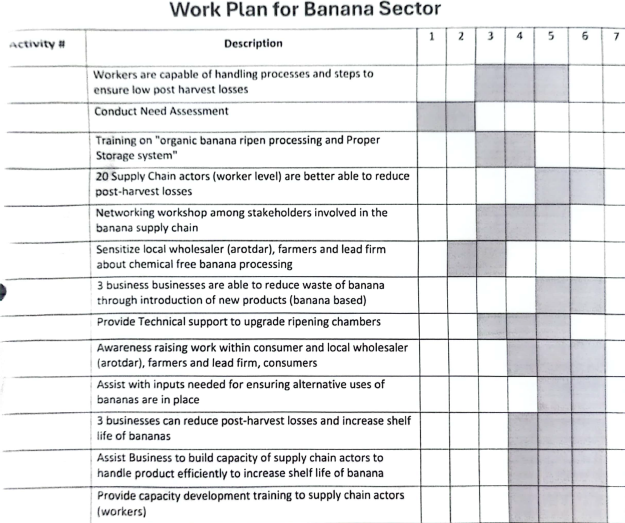 Work Plan for Banana Sector
Activity # Description 1 2 3 4 5 6 7
Workers are capable of handling processes and steps to
ensure low post harvest losses
Conduct Need Assessment
Training on "organic banana ripen processing and Proper
Storage system"
20 Supply Chain actors (worker level) are better able to reduce
post-harvest losses
Networking workshop among stakeholders involved in the
banana supply chain
Sensitize local wholesaler (arotdar), farmers and lead firm
about chemical free banana processing
3 business businesses are able to reduce waste of banana
through introduction of new products (banana based)
Provide Technical support to upgrade ripening chambers
Awareness raising work within consumer and local wholesaler
(arotdar), farmers and lead firm, consumers
Assist with inputs needed for ensuring alternative uses of
bananas are in place
3 businesses can reduce post-harvest losses and increase shelf
life of bananas
Assist Business to build capacity of supply chain actors to
handle product efficiently to increase shelf life of banana
Provide capacity development training to supply chain actors
(workers)